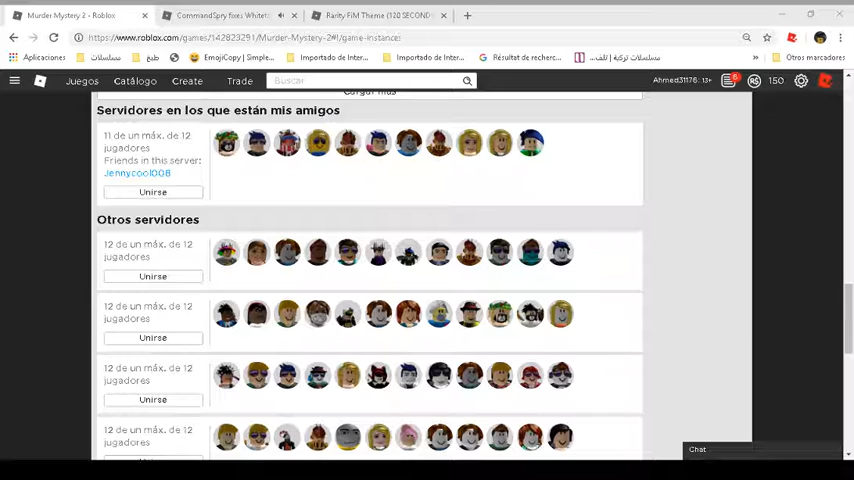 Murder Mystery 2 - Roblox
CommandSpry fixes Whitet
Rarity FiM Theme (120 SECOND
https://www.roblox.com/games/142823291/Murder-Mystery-2#!/game-instances
Aplicaciones
مسلسلات
طبخ
EmojiCopy | Simple...
Importado de Inter...
Importado de Inter...
Résultat de recherc...
مسلسلات تركية | تلف...
Otros marcadores
Juegos
Catálogo
Create
Trade
Buscar
Ahmed31176: 13+
6
150
Cargar más
Servidores en los que están mis amigos
11 de un máx. de 12
jugadores
Friends in this server:
Jennycool008
Unirse
Otros servidores
12 de un máx. de 12
jugadores
Unirse
12 de un máx. de 12
jugadores
Unirse
12 de un máx. de 12
jugadores
Unirse
12 de un máx. de 12
jugadores
Chat